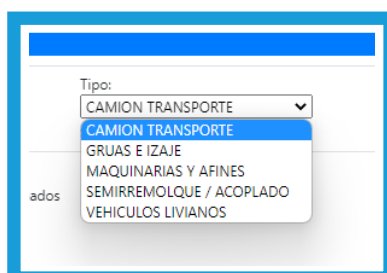 Tipo:
CAMION TRANSPORTE
CAMION TRANSPORTE
GRUAS E IZAJE
MAQUINARIAS Y AFINES
ados
SEMIRREMOLQUE / ACOPLADO
VEHICULOS LIVIANOS